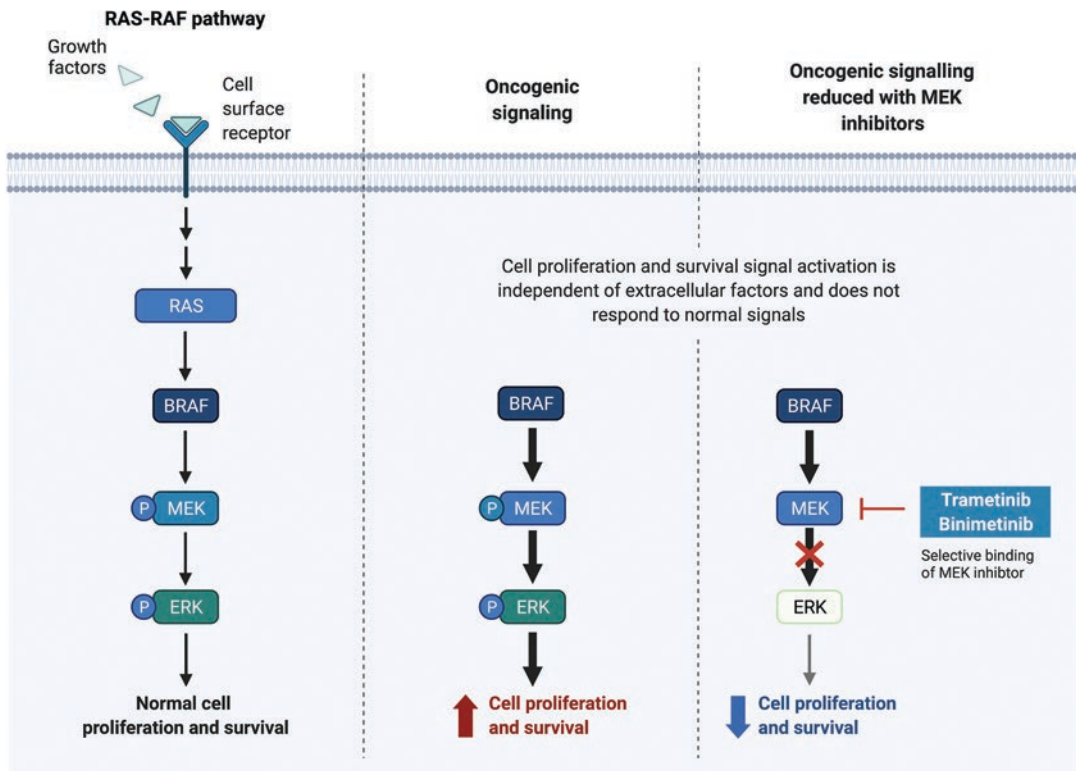 RAS-RAF pathway
Growth
factors
Cell
surface
receptor
RAS
BRAF
P
MEK
P
ERK
Normal cell
proliferation and survival
Oncogenic
signaling
Cell proliferation and survival signal activation is
independent of extracellular factors and does not
respond to normal signals
BRAF
P
MEK
P
ERK
Cell proliferation
and survival
Oncogenic signalling
reduced with MEK
inhibitors
BRAF
MEK
Trametinib
Binimetinib
Selective binding
of MEK inhibtor
ERK
Cell proliferation
and survival